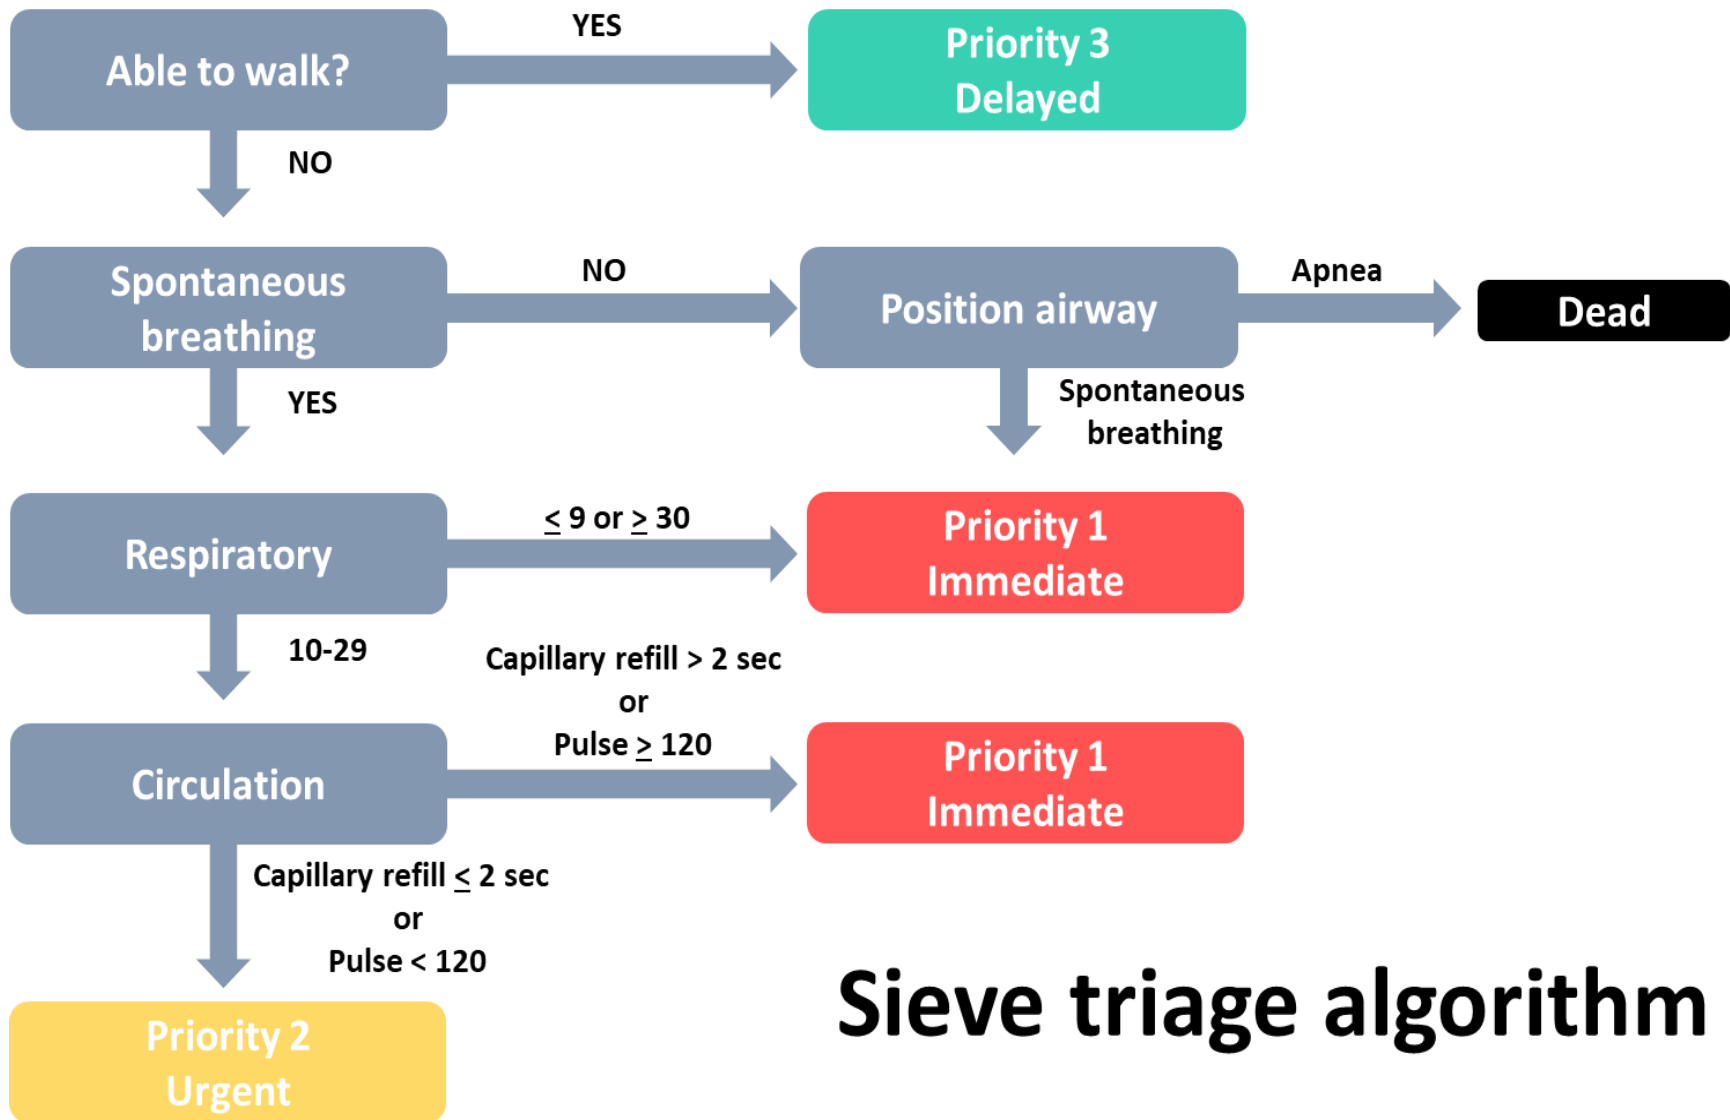 Able to walk?
YES
Priority 3
Delayed
NO
Spontaneous
breathing
NO
Position airway
Apnea
Dead
YES
Spontaneous
breathing
Respiratory
≤ 9 or ≥ 30
Priority 1
Immediate
10-29
Capillary refill > 2 sec
or
Pulse ≥ 120
Circulation
Priority 1
Immediate
Capillary refill ≤ 2 sec
or
Pulse < 120
Priority 2
Urgent
Sieve triage algorithm